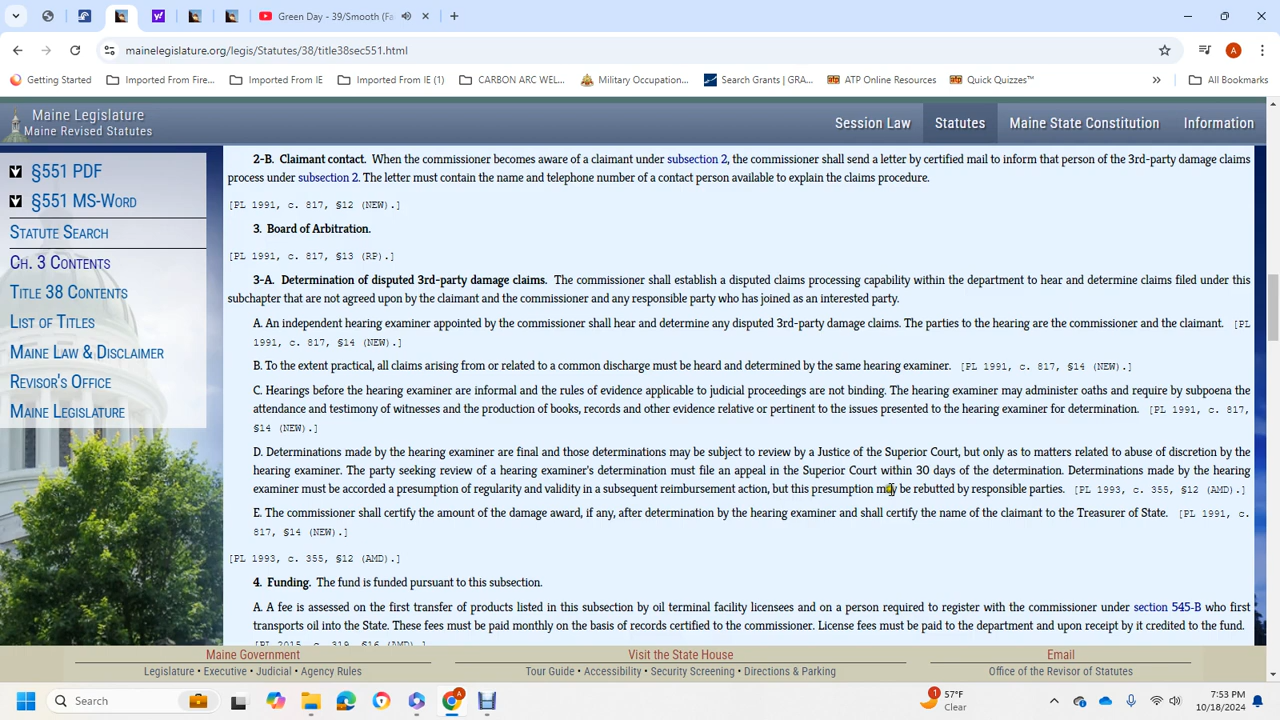 Green Day - 39/Smooth (Fa
mainelegislature.org/legis/Statutes/38/title38sec551.html
A
Getting Started
Imported From Fire...
Imported From IE
Imported From IE (1)
CARBON ARC WEL...
Military Occupation...
Search Grants | GRA...
ATP Online Resources
Quick Quizzes™
»
All Bookmarks
Maine Legislature
Maine Revised Statutes
Session Law
Statutes
Maine State Constitution
Information
§551 PDF
§551 MS-Word
Statute Search
Ch. 3 Contents
Title 38 Contents
List of Titles
Maine Law & Disclaimer
Revisor's Office
Maine Legislature
2-B. Claimant contact. When the commissioner becomes aware of a claimant under subsection 2, the commissioner shall send a letter by certified mail to inform that person of the 3rd-party damage claims
process under subsection 2. The letter must contain the name and telephone number of a contact person available to explain the claims procedure.
[PL 1991, c. 817, §12 (NEW).]
3. Board of Arbitration.
[PL 1991, c. 817, §13 (RP).]
3-A. Determination of disputed 3rd-party damage claims. The commissioner shall establish a disputed claims processing capability within the department to hear and determine claims filed under this
subchapter that are not agreed upon by the claimant and the commissioner and any responsible party who has joined as an interested party.
A. An independent hearing examiner appointed by the commissioner shall hear and determine any disputed 3rd-party damage claims. The parties to the hearing are the commissioner and the claimant. [PL
1991, c. 817, §14 (NEW).]
B. To the extent practical, all claims arising from or related to a common discharge must be heard and determined by the same hearing examiner. [PL 1991, c. 817, §14 (NEW).]
C. Hearings before the hearing examiner are informal and the rules of evidence applicable to judicial proceedings are not binding. The hearing examiner may administer oaths and require by subpoena the
attendance and testimony of witnesses and the production of books, records and other evidence relative or pertinent to the issues presented to the hearing examiner for determination. [PL 1991, c. 817,
§14 (NEW).]
D. Determinations made by the hearing examiner are final and those determinations may be subject to review by a Justice of the Superior Court, but only as to matters related to abuse of discretion by the
hearing examiner. The party seeking review of a hearing examiner's determination must file an appeal in the Superior Court within 30 days of the determination. Determinations made by the hearing
examiner must be accorded a presumption of regularity and validity in a subsequent reimbursement action, but this presumption may be rebutted by responsible parties. [PL 1993, c. 355, §12 (AMD).]
E. The commissioner shall certify the amount of the damage award, if any, after determination by the hearing examiner and shall certify the name of the claimant to the Treasurer of State. [PL 1991, c.
817, §14 (NEW).]
[PL 1993, c. 355, §12 (AMD).]
4. Funding. The fund is funded pursuant to this subsection.
A. A fee is assessed on the first transfer of products listed in this subsection by oil terminal facility licensees and on a person required to register with the commissioner under section 545-B who first
transports oil into the State. These fees must be paid monthly on the basis of records certified to the commissioner. License fees must be paid to the department and upon receipt by it credited to the fund.
[PL 2015, c. 319, §16 (AMD).]
Maine Government
Legislature • Executive • Judicial • Agency Rules
Visit the State House
Tour Guide • Accessibility • Security Screening • Directions & Parking
Email
Office of the Revisor of Statutes
Search
1
57°F
Clear
7:53 PM
10/18/2024